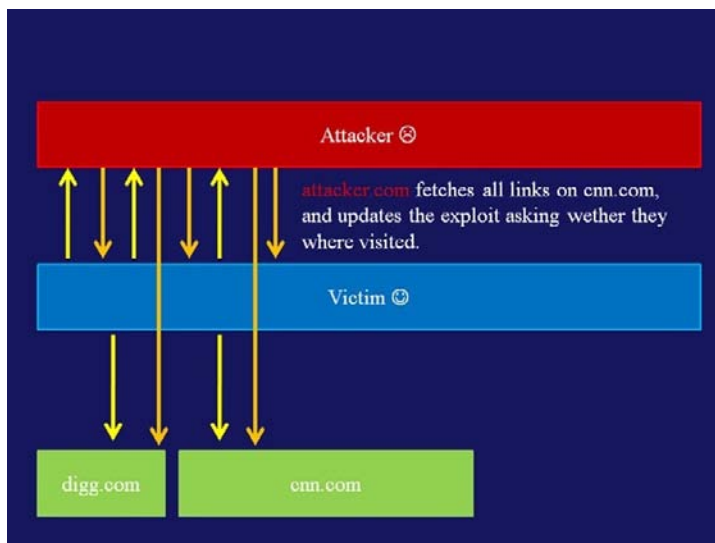 Attacker ☹
attacker.com fetches all links on cnn.com,
and updates the exploit asking wether they
where visited.
Victim ☺
digg.com
cnn.com